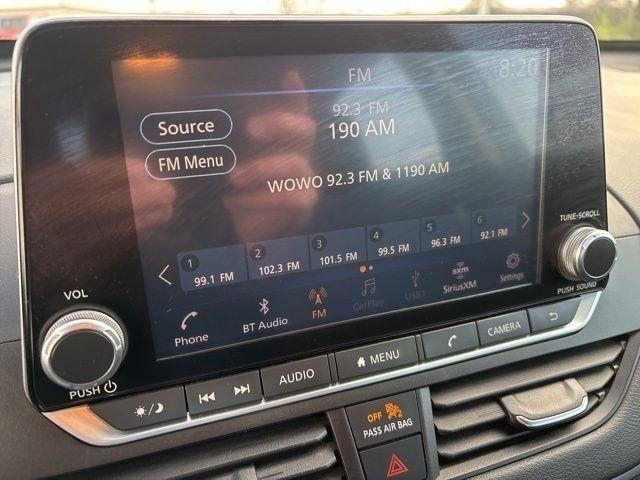 FM 8:20
92.3 FM
190 AM
Source
FM Menu
WOWO 92.3 FM & 1190 AM
1 99.1 FM
2 102.3 FM
3 101.5 FM
4 99.5 FM
5 96.3 FM
6 92.1 FM
TUNE·SCROLL
PUSH SOUND
VOL
PUSH
Phone
BT Audio
FM
CarPlay
USB1
sxm
SiriusXM
Settings
AUDIO
MENU
CAMERA
OFF
PASS AIR BAG